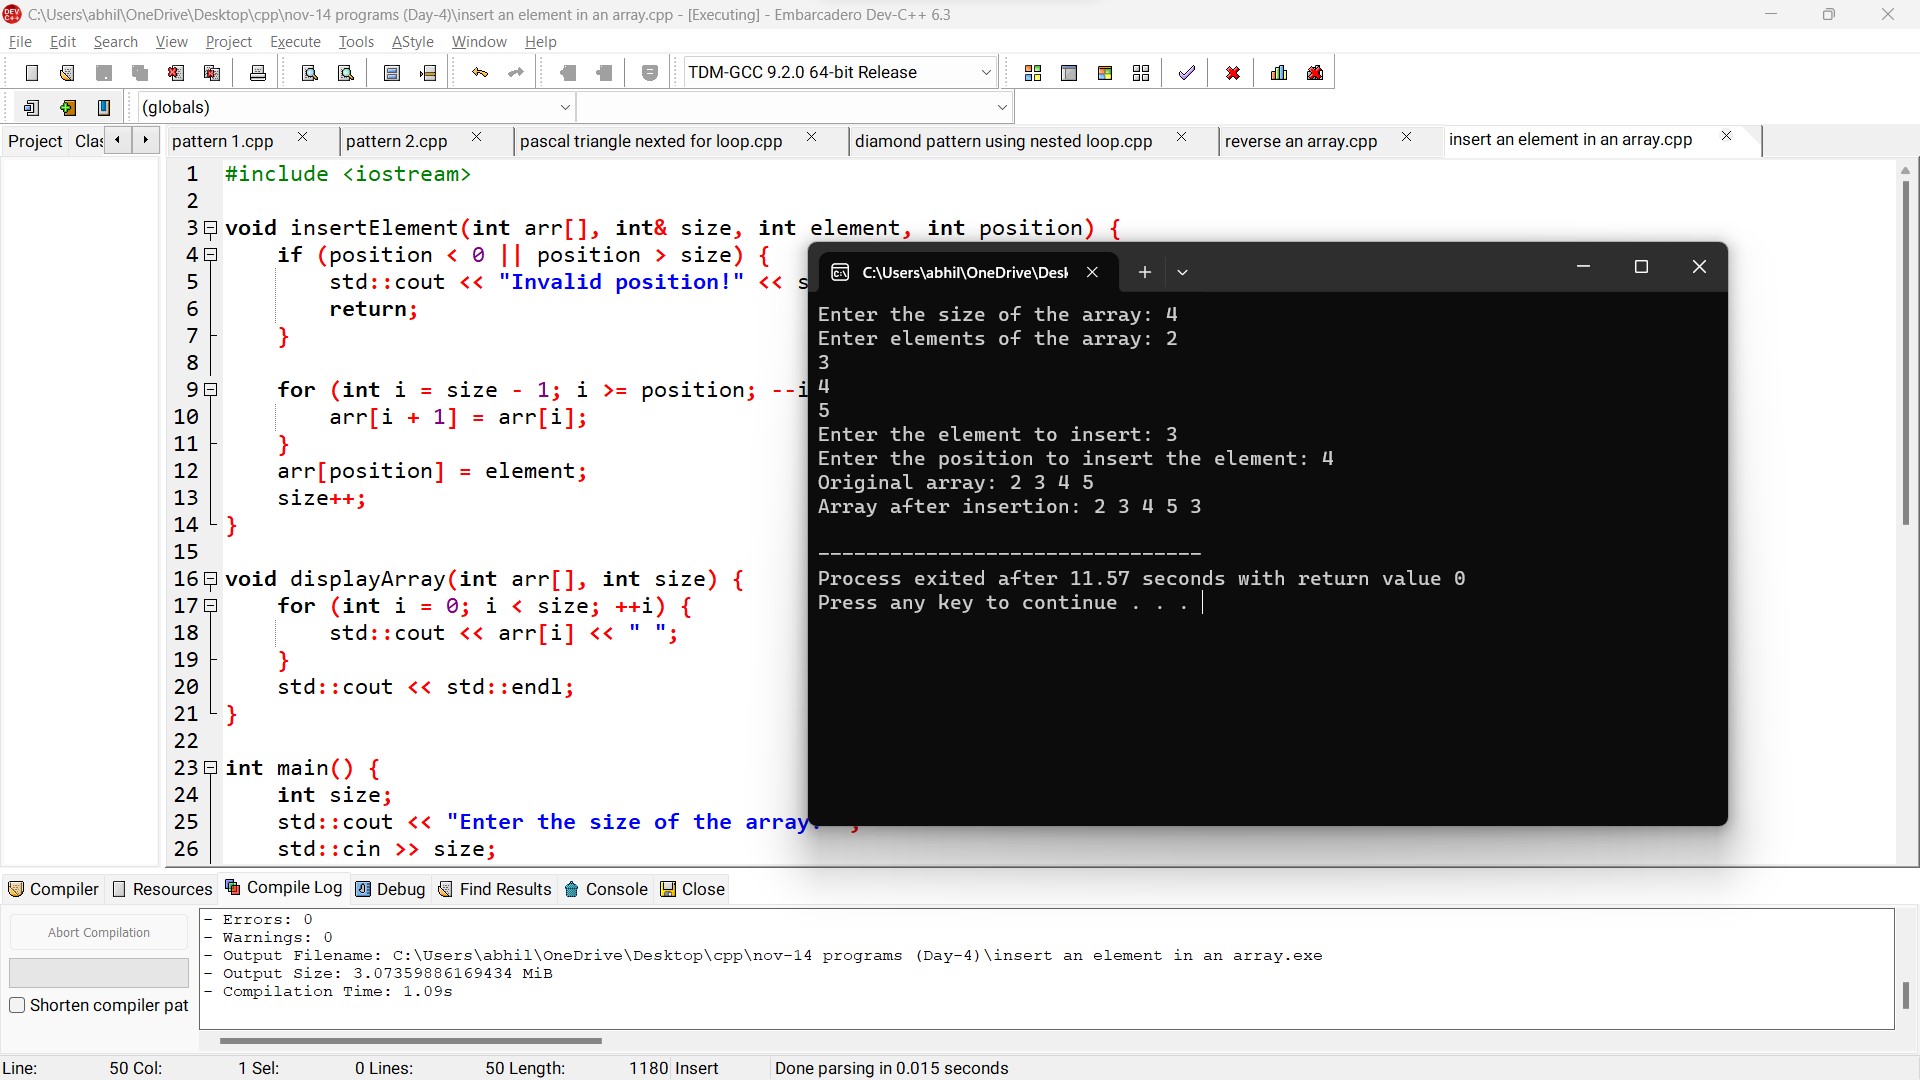 C:\Users\abhil\OneDrive\Desktop\cpp\nov-14 programs (Day-4)\insert an element in an array.cpp - [Executing] - Embarcadero Dev-C++ 6.3
File Edit Search View Project Execute Tools AStyle Window Help
TDM-GCC 9.2.0 64-bit Release
(globals)
Project Clas pattern 1.cpp pattern 2.cpp pascal triangle nexted for loop.cpp diamond pattern using nested loop.cpp reverse an array.cpp insert an element in an array.cpp
1 #include <iostream>
2
3 void insertElement(int arr[], int& size, int element, int position) {
4 if (position < 0 || position > size) {
5 std::cout << "Invalid position!" << s
6 return;
7 }
8
9 for (int i = size - 1; i >= position; --i
10 arr[i + 1] = arr[i];
11 }
12 arr[position] = element;
13 size++;
14 }
15
16 void displayArray(int arr[], int size) {
17 for (int i = 0; i < size; ++i) {
18 std::cout << arr[i] << " ";
19 }
20 std::cout << std::endl;
21 }
22
23 int main() {
24 int size;
25 std::cout << "Enter the size of the array
26 std::cin >> size;
C:\Users\abhil\OneDrive\Desk
Enter the size of the array: 4
Enter elements of the array: 2
3
4
5
Enter the element to insert: 3
Enter the position to insert the element: 4
Original array: 2 3 4 5
Array after insertion: 2 3 4 5 3
--------------------------------
Process exited after 11.57 seconds with return value 0
Press any key to continue . . .
Compiler Resources Compile Log Debug Find Results Console Close
Abort Compilation
Shorten compiler pat
- Errors: 0
- Warnings: 0
- Output Filename: C:\Users\abhil\OneDrive\Desktop\cpp\nov-14 programs (Day-4)\insert an element in an array.exe
- Output Size: 3.07359886169434 MiB
- Compilation Time: 1.09s
Line: 50 Col: 1 Sel: 0 Lines: 50 Length: 1180 Insert Done parsing in 0.015 seconds